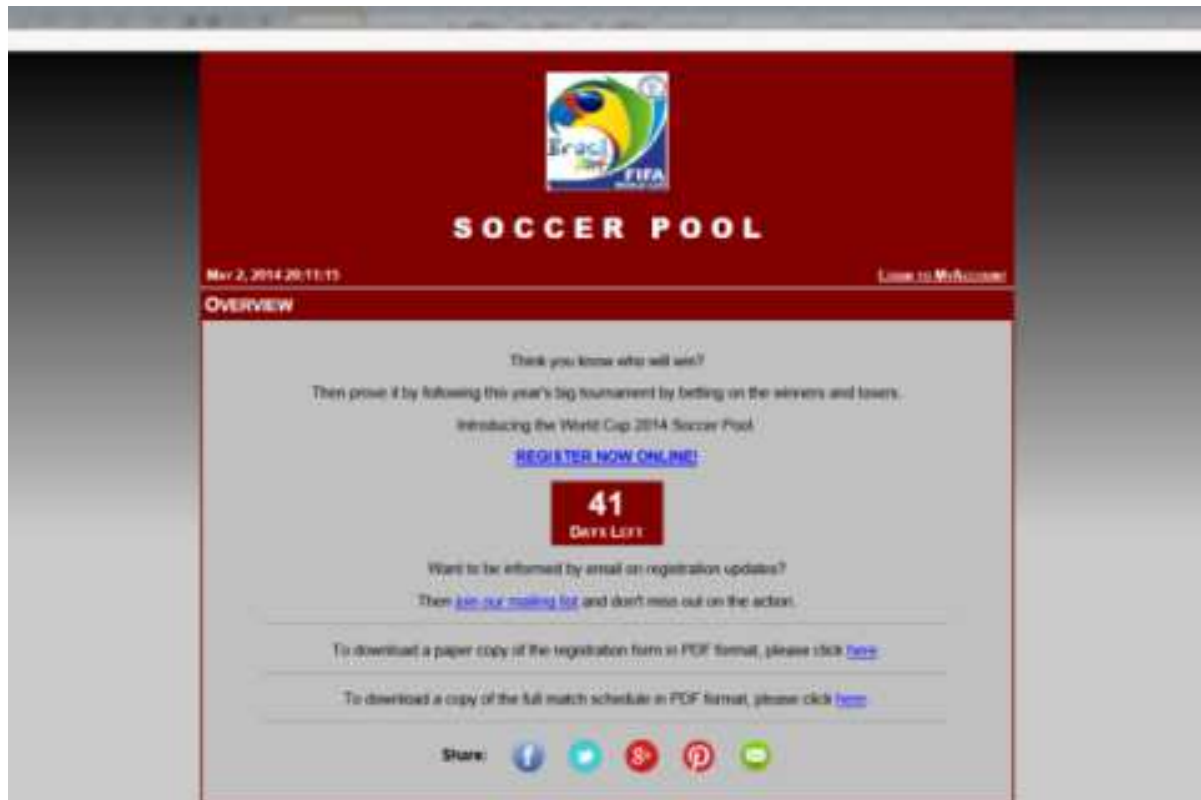 Brasil
FIFA
WORLD CUP
SOCCER POOL
MAY 2, 2014 20:11:15
LOGIN TO MYACCOUNT
OVERVIEW
Think you know who will win?
Then prove it by following this year's big tournament by betting on the winners and losers.
Introducing the World Cup 2014 Soccer Pool.
REGISTER NOW ONLINE!
41
DAYS LEFT
Want to be informed by email on registration updates?
Then join our mailing list and don't miss out on the action.
To download a paper copy of the registration form in PDF format, please click here
To download a copy of the full match schedule in PDF format, please click here
Share: